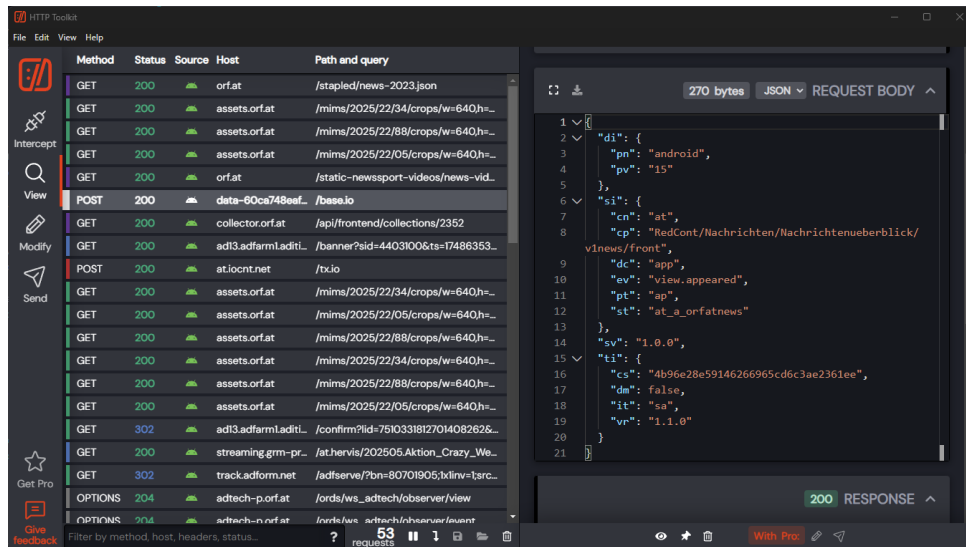 HTTP Toolkit
File Edit View Help
Method Status Source Host Path and query
GET 200 orf.at /stapled/news-2023.json
GET 200 assets.orf.at /mims/2025/22/34/crops/w=640,h=...
GET 200 assets.orf.at /mims/2025/22/88/crops/w=640,h=...
GET 200 assets.orf.at /mims/2025/22/05/crops/w=640,h=...
GET 200 orf.at /static-newssport-videos/news-vid...
POST 200 data-60ca748eaf... /base.io
GET 200 collector.orf.at /api/frontend/collections/2352
GET 200 ad13.adfarm1.aditi... /banner?sid=4403100&ts=17486353...
POST 200 at.iocnt.net /tx.io
GET 200 assets.orf.at /mims/2025/22/34/crops/w=640,h=...
GET 200 assets.orf.at /mims/2025/22/05/crops/w=640,h=...
GET 200 assets.orf.at /mims/2025/22/88/crops/w=640,h=...
GET 200 assets.orf.at /mims/2025/22/34/crops/w=640,h=...
GET 200 assets.orf.at /mims/2025/22/88/crops/w=640,h=...
GET 200 assets.orf.at /mims/2025/22/05/crops/w=640,h=...
GET 302 ad13.adfarm1.aditi... /confirm?lid=7510331812701408262&...
GET 200 streaming.grm-pr... /at.hervis/202505.Aktion_Crazy_We...
GET 302 track.adform.net /adfserve/?bn=80701905;1x1inv=1;src...
OPTIONS 204 adtech-p.orf.at /ords/ws_adtech/observer/view
OPTIONS 204 adtech-p.orf.at /ords/ws_adtech/observer/event
Intercept
View
Modify
Send
Get Pro
Give
feedback
Filter by method, host, headers, status...
?
53
requests
270 bytes JSON REQUEST BODY
1 {
2 "di": {
3 "pn": "android",
4 "pv": "15"
5 },
6 "si": {
7 "cn": "at",
8 "cp": "RedCont/Nachrichten/Nachrichtenueberblick/
v1news/front",
9 "dc": "app",
10 "ev": "view.appeared",
11 "pt": "ap",
12 "st": "at_a_orfatnews"
13 },
14 "sv": "1.0.0",
15 "ti": {
16 "cs": "4b96e28e59146266965cd6c3ae2361ee",
17 "dm": false,
18 "it": "sa",
19 "vr": "1.1.0"
20 }
21 }
200 RESPONSE
With Pro: